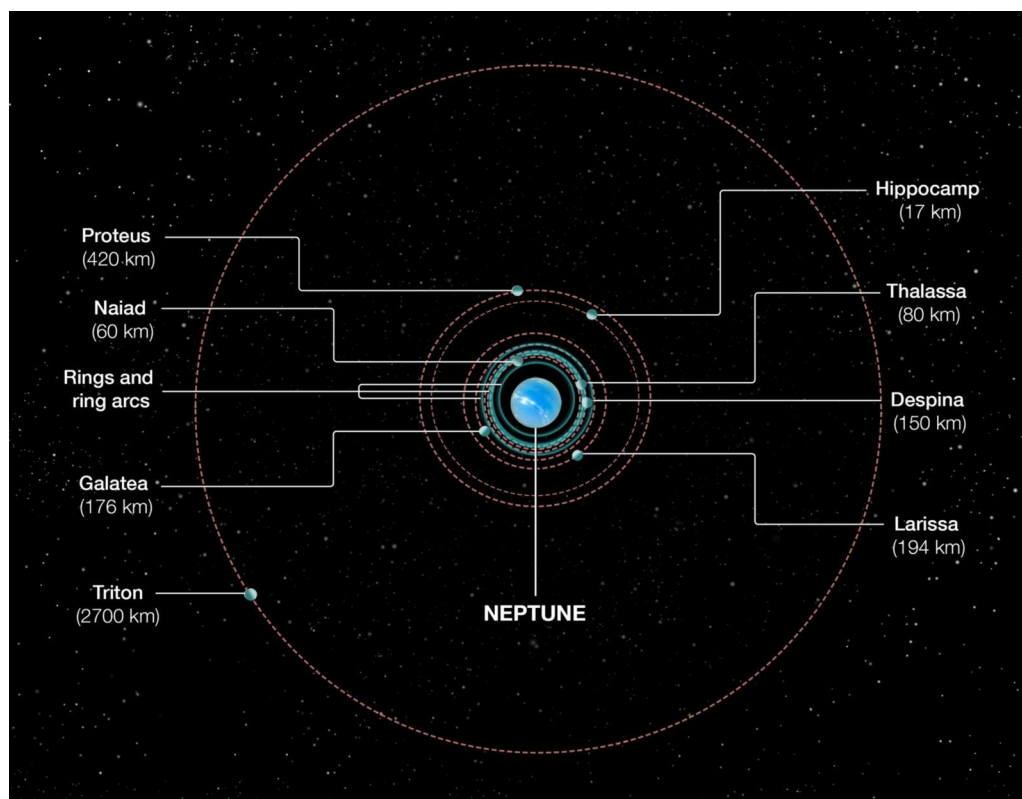 Proteus
(420 km)
Naiad
(60 km)
Rings and
ring arcs
Galatea
(176 km)
Triton
(2700 km)
Hippocamp
(17 km)
Thalassa
(80 km)
Despina
(150 km)
Larissa
(194 km)
NEPTUNE